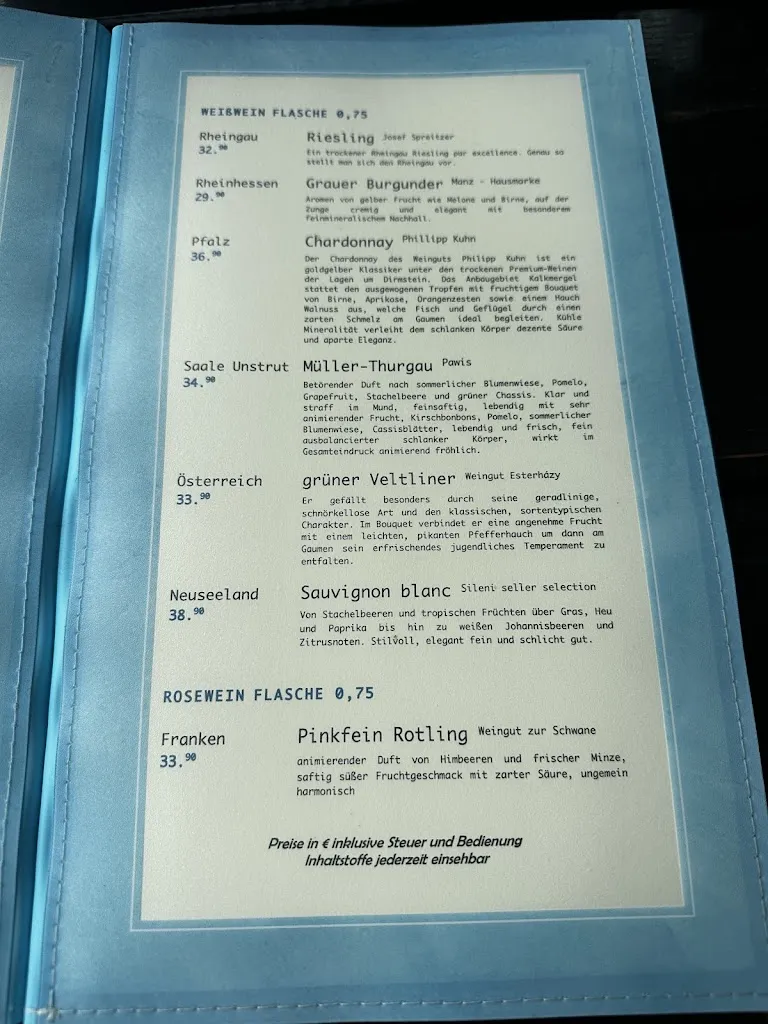 WEIßWEIN FLASCHE 0,75
Rheingau Riesling Josef Spreitzer
32.90 Ein trockener Rheingau Riesling par excellence. Genau so
stellt man sich den Rheingau vor.
Rheinhessen Grauer Burgunder Manz - Hausmarke
29.90 Aromen von gelber Frucht wie Melone und Birne, auf der
Zunge cremig und elegant mit besonderem
feinmineralischem Nachhall.
Pfalz Chardonnay Phillipp Kuhn
36.90 Der Chardonnay des Weinguts Philipp Kuhn ist ein
goldgelber Klassiker unter den trockenen Premium-Weinen
der Lagen um Dirmstein. Das Anbaugebiet Kalkmergel
stattet den ausgewogenen Tropfen mit fruchtigem Bouquet
von Birne, Aprikose, Orangenzesten sowie einem Hauch
Walnuss aus, welche Fisch und Geflügel durch einen
zarten Schmelz am Gaumen ideal begleiten. Kühle
Mineralität verleiht dem schlanken Körper dezente Säure
und aparte Eleganz.
Saale Unstrut Müller-Thurgau Pawis
34.90 Betörender Duft nach sommerlicher Blumenwiese, Pomelo,
Grapefruit, Stachelbeere und grüner Chassis. Klar und
straff im Mund, feinsaftig, lebendig mit sehr
animierender Frucht, Kirschbonbons, Pomelo, sommerlicher
Blumenwiese, Cassisblätter, lebendig und frisch, fein
ausbalancierter schlanker Körper, wirkt im
Gesamteindruck animierend fröhlich.
Österreich grüner Veltliner Weingut Esterházy
33.90 Er gefällt besonders durch seine geradlinige,
schnörkellose Art und den klassischen, sortentypischen
Charakter. Im Bouquet verbindet er eine angenehme Frucht
mit einem leichten, pikanten Pfefferhauch um dann am
Gaumen sein erfrischendes jugendliches Temperament zu
entfalten.
Neuseeland Sauvignon blanc Sileni seller selection
38.90 Von Stachelbeeren und tropischen Früchten über Gras, Heu
und Paprika bis hin zu weißen Johannisbeeren und
Zitrusnoten. Stilvoll, elegant fein und schlicht gut.
ROSEWEIN FLASCHE 0,75
Franken Pinkfein Rotling Weingut zur Schwane
33.90 animierender Duft von Himbeeren und frischer Minze,
saftig süßer Fruchtgeschmack mit zarter Säure, ungemein
harmonisch
Preise in € inklusive Steuer und Bedienung
Inhaltstoffe jederzeit einsehbar